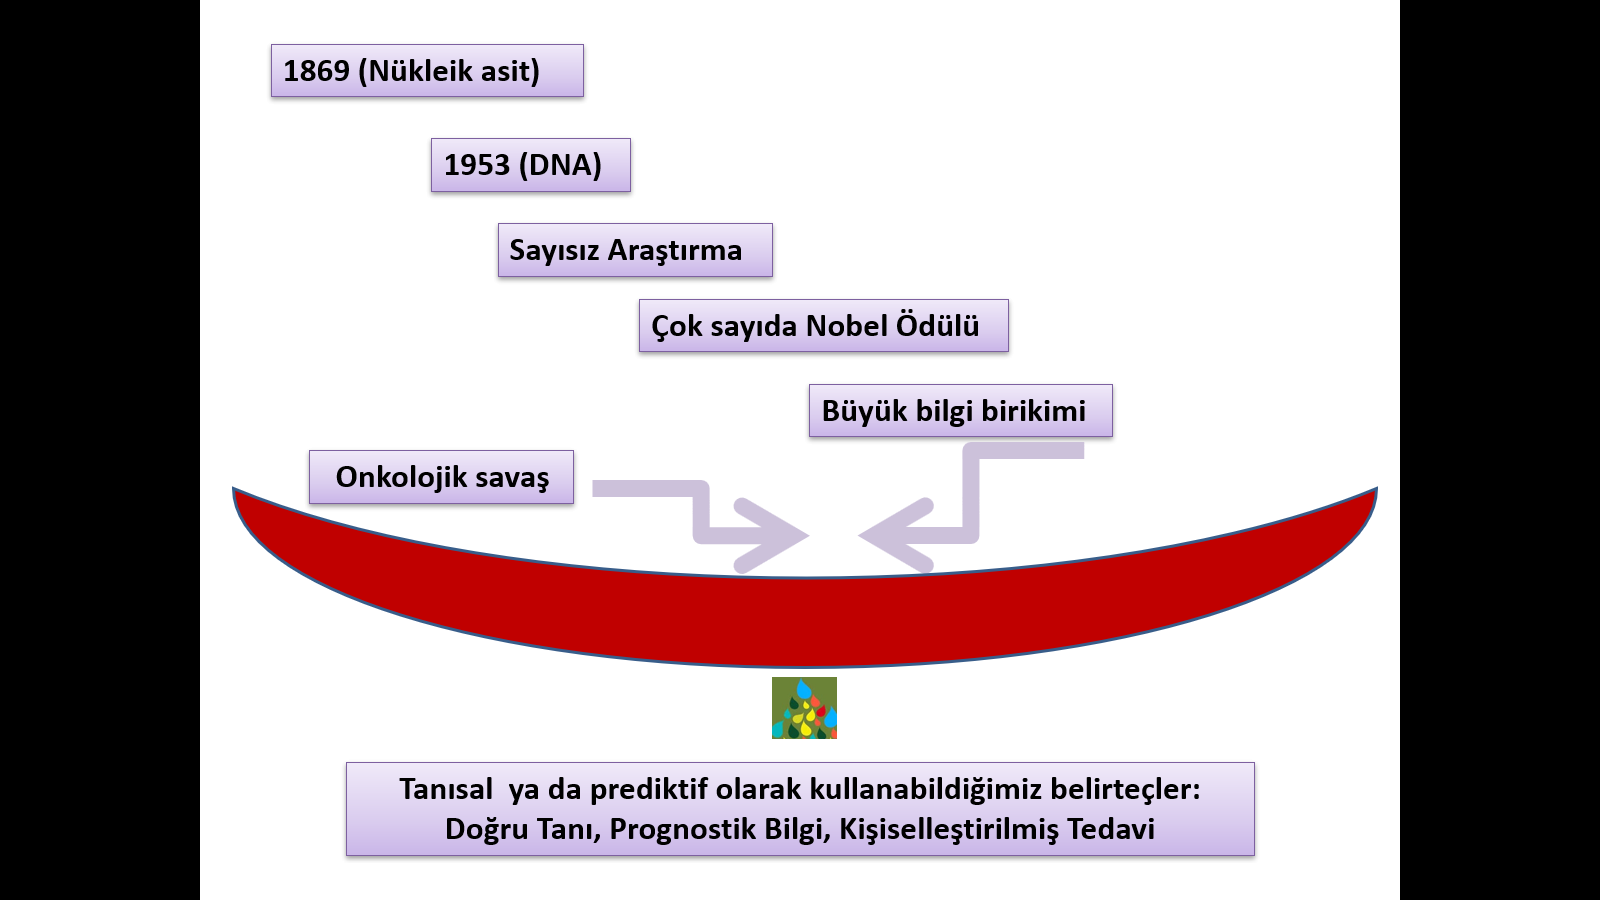 1869 (Nükleik asit)
1953 (DNA)
Sayısız Araştırma
Çok sayıda Nobel Ödülü
Büyük bilgi birikimi
Onkolojik savaş
Tanısal  ya da prediktif olarak kullanabildiğimiz belirteçler:
Doğru Tanı, Prognostik Bilgi, Kişiselleştirilmiş Tedavi